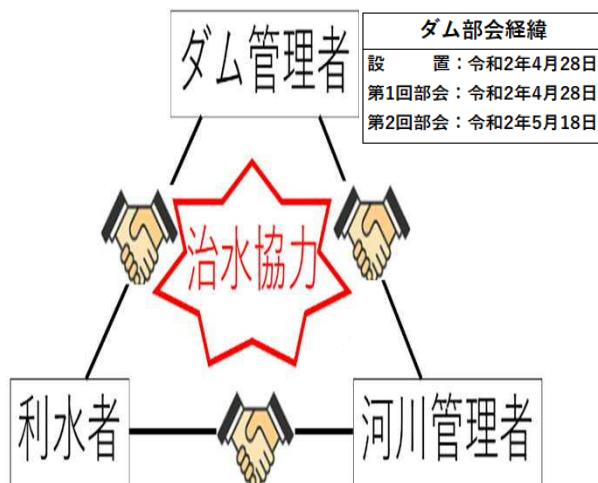 ダム管理者
ダム部会経緯
設　　置：令和2年4月28日
第1回部会：令和2年4月28日
第2回部会：令和2年5月18日
治水協力
利水者
河川管理者